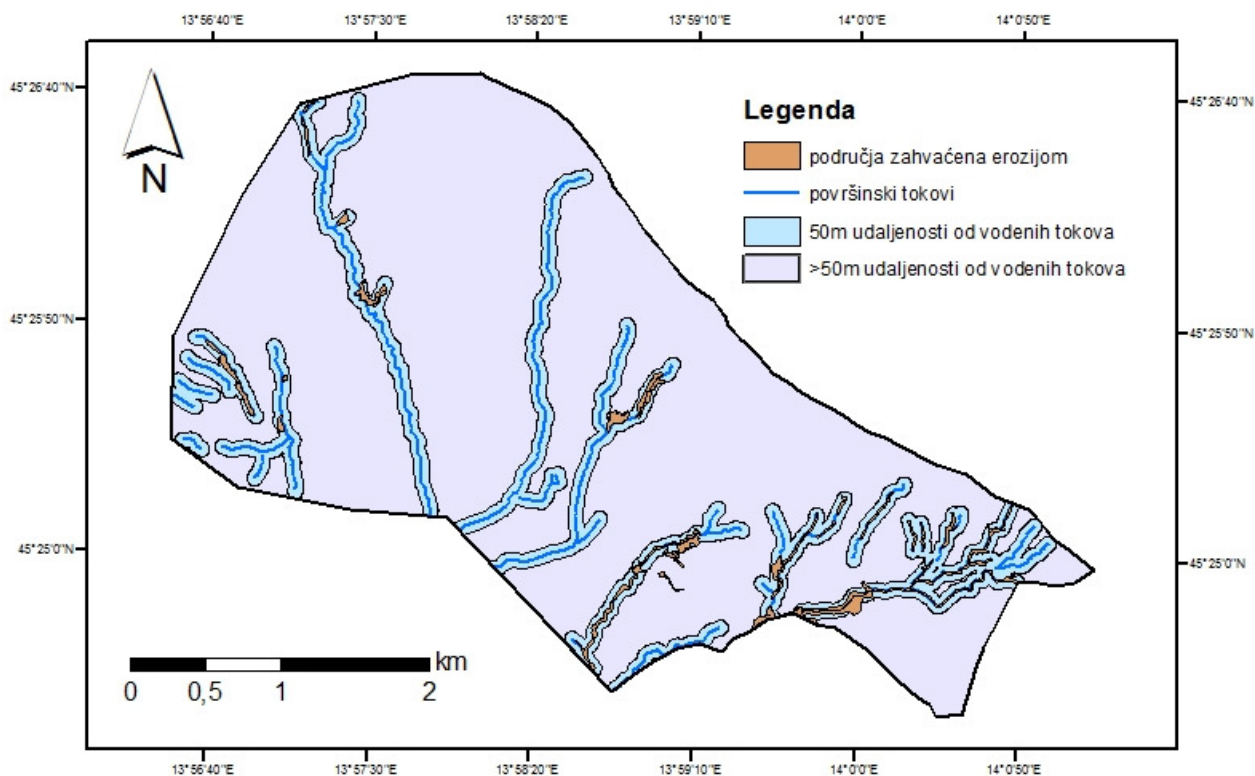 13°56'40"E 13°57'30"E 13°58'20"E 13°59'10"E 14°0'0"E 14°0'50"E
45°26'40"N 45°26'40"N
N
Legenda
područja zahvaćena erozijom
površinski tokovi
50m udaljenosti od vodenih tokova
>50m udaljenosti od vodenih tokova
45°25'50"N 45°25'50"N
45°25'0"N 45°25'0"N
km
0 0,5 1 2
13°56'40"E 13°57'30"E 13°58'20"E 13°59'10"E 14°0'0"E 14°0'50"E